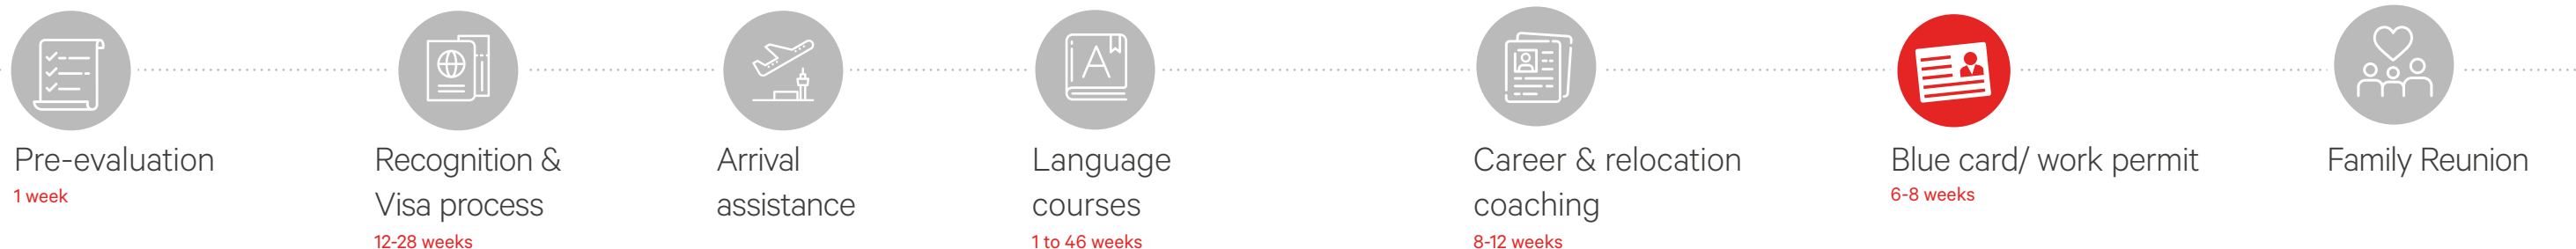 Pre-evaluation
1 week
Recognition &
Visa process
12-28 weeks
Arrival
assistance
A
Language
courses
1 to 46 weeks
Career & relocation
coaching
8-12 weeks
Blue card/ work permit
6-8 weeks
Family Reunion